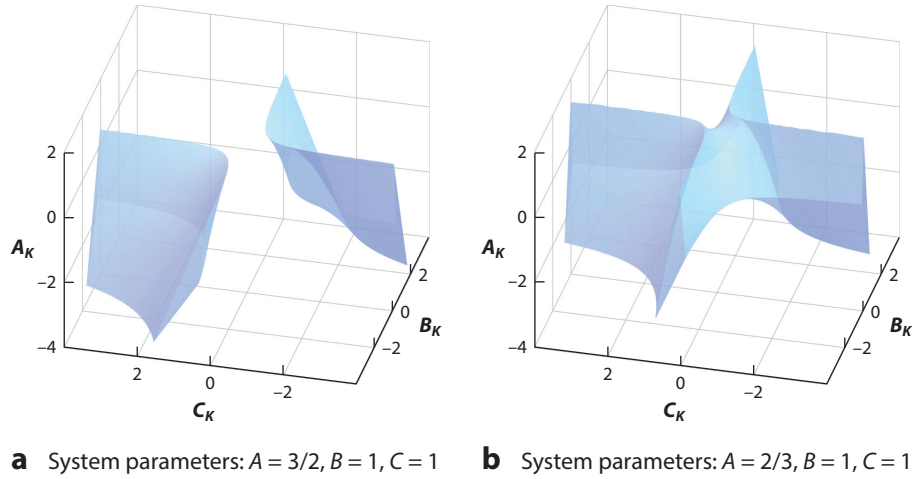 2
0
−2
−4
A_K
2
0
−2
C_K
−2
0
2
B_K
2
0
−2
−4
A_K
2
0
−2
C_K
−2
0
2
B_K
a System parameters: A = 3/2, B = 1, C = 1
b System parameters: A = 2/3, B = 1, C = 1